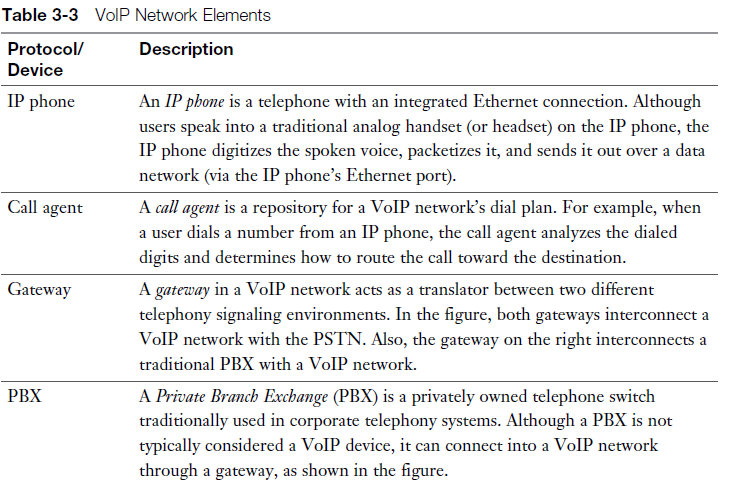 Table 3-3 VoIP Network Elements
Protocol/ Description
Device
IP phone An IP phone is a telephone with an integrated Ethernet connection. Although
users speak into a traditional analog handset (or headset) on the IP phone, the
IP phone digitizes the spoken voice, packetizes it, and sends it out over a data
network (via the IP phone’s Ethernet port).
Call agent A call agent is a repository for a VoIP network’s dial plan. For example, when
a user dials a number from an IP phone, the call agent analyzes the dialed
digits and determines how to route the call toward the destination.
Gateway A gateway in a VoIP network acts as a translator between two different
telephony signaling environments. In the figure, both gateways interconnect a
VoIP network with the PSTN. Also, the gateway on the right interconnects a
traditional PBX with a VoIP network.
PBX A Private Branch Exchange (PBX) is a privately owned telephone switch
traditionally used in corporate telephony systems. Although a PBX is not
typically considered a VoIP device, it can connect into a VoIP network
through a gateway, as shown in the figure.